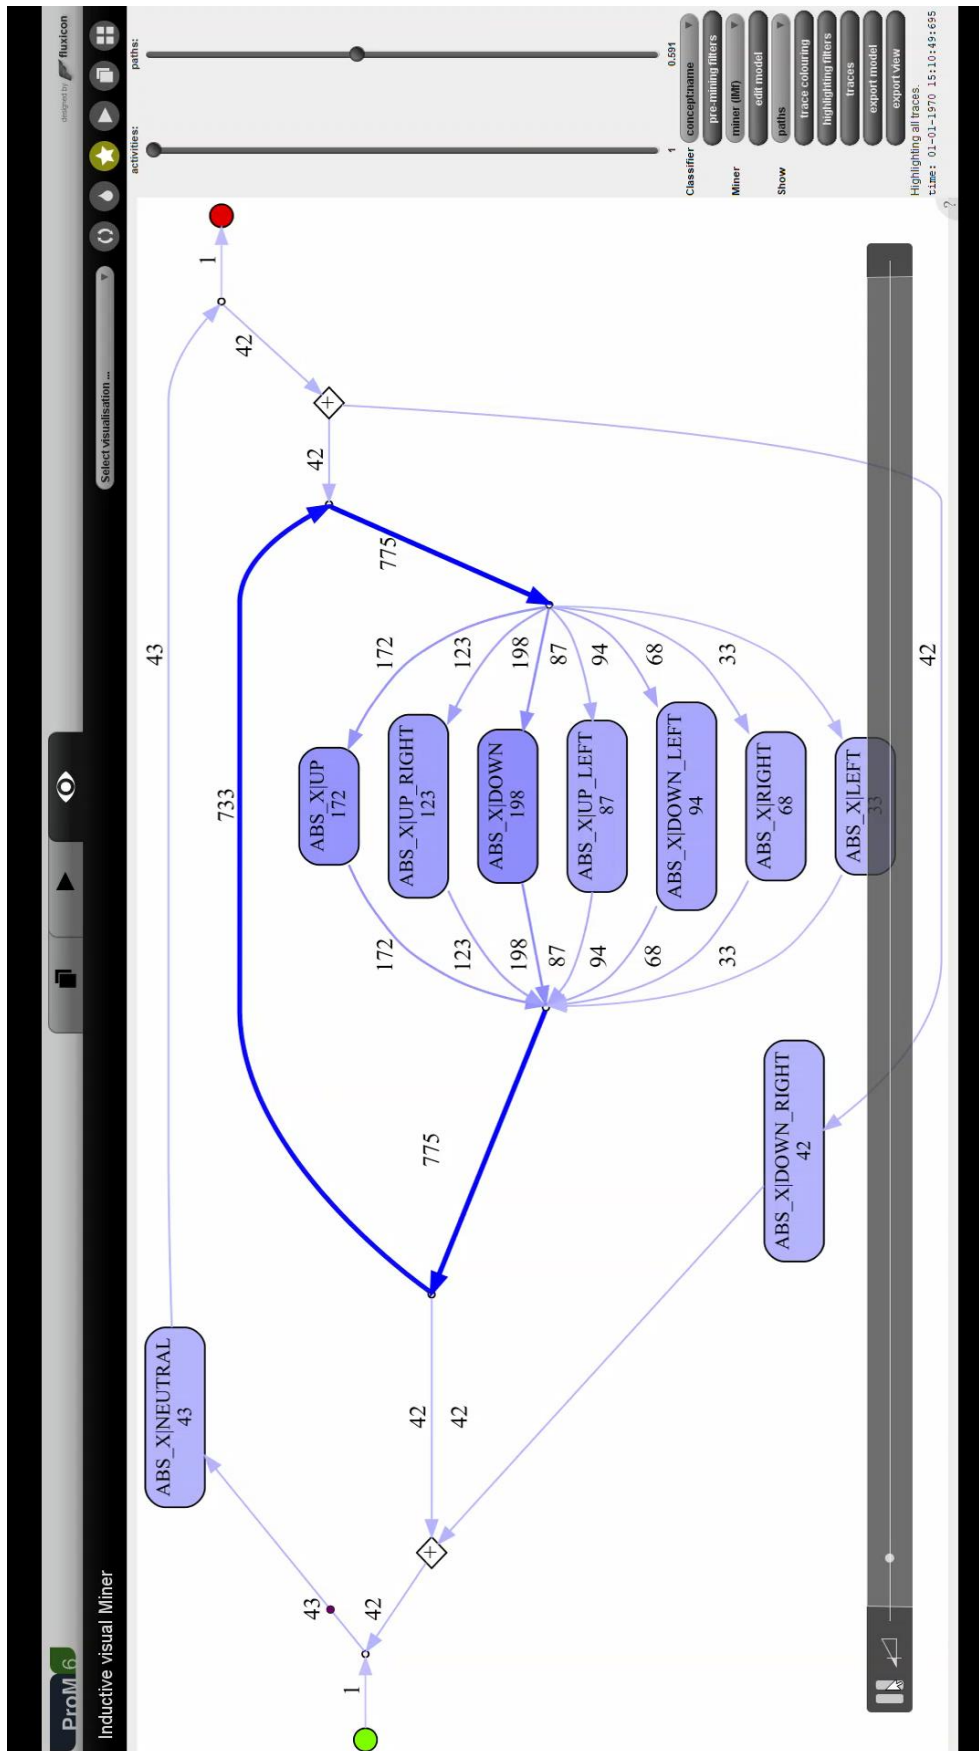 ProM 6
designed by fluxicon
Inductive visual Miner
Select visualisation ...
activities:
paths:
1
0.591
Classifier
concept:name
pre-mining filters
Miner
miner (IMf)
edit model
Show
paths
trace colouring
highlighting filters
traces
export model
export view
Highlighting all traces.
time: 01-01-1970 15:10:49:695
?
1
43
42
ABS_X|NEUTRAL
43
43
42
42
775
733
172
123
198
87
94
68
33
ABS_X|UP
172
ABS_X|UP_RIGHT
123
ABS_X|DOWN
198
ABS_X|UP_LEFT
87
ABS_X|DOWN_LEFT
94
ABS_X|RIGHT
68
ABS_X|LEFT
33
172
123
198
87
94
68
33
775
42
42
1
ABS_X|DOWN_RIGHT
42
42